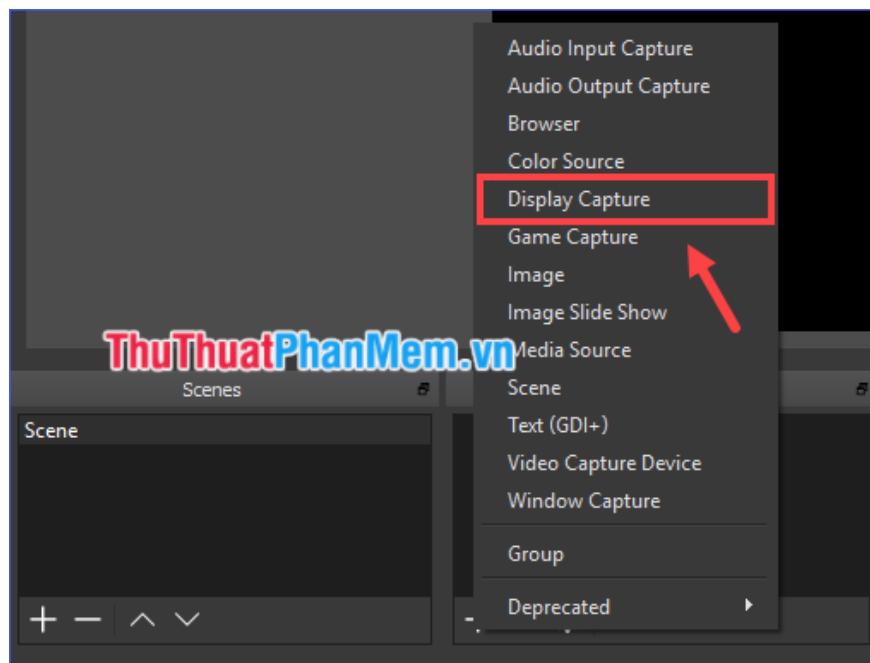 Audio Input Capture
Audio Output Capture
Browser
Color Source
Display Capture
Game Capture
Image
Image Slide Show
Media Source
Scene
Text (GDI+)
Video Capture Device
Window Capture
Group
Deprecated
ThuThuatPhanMem.vn
Scenes
Scene